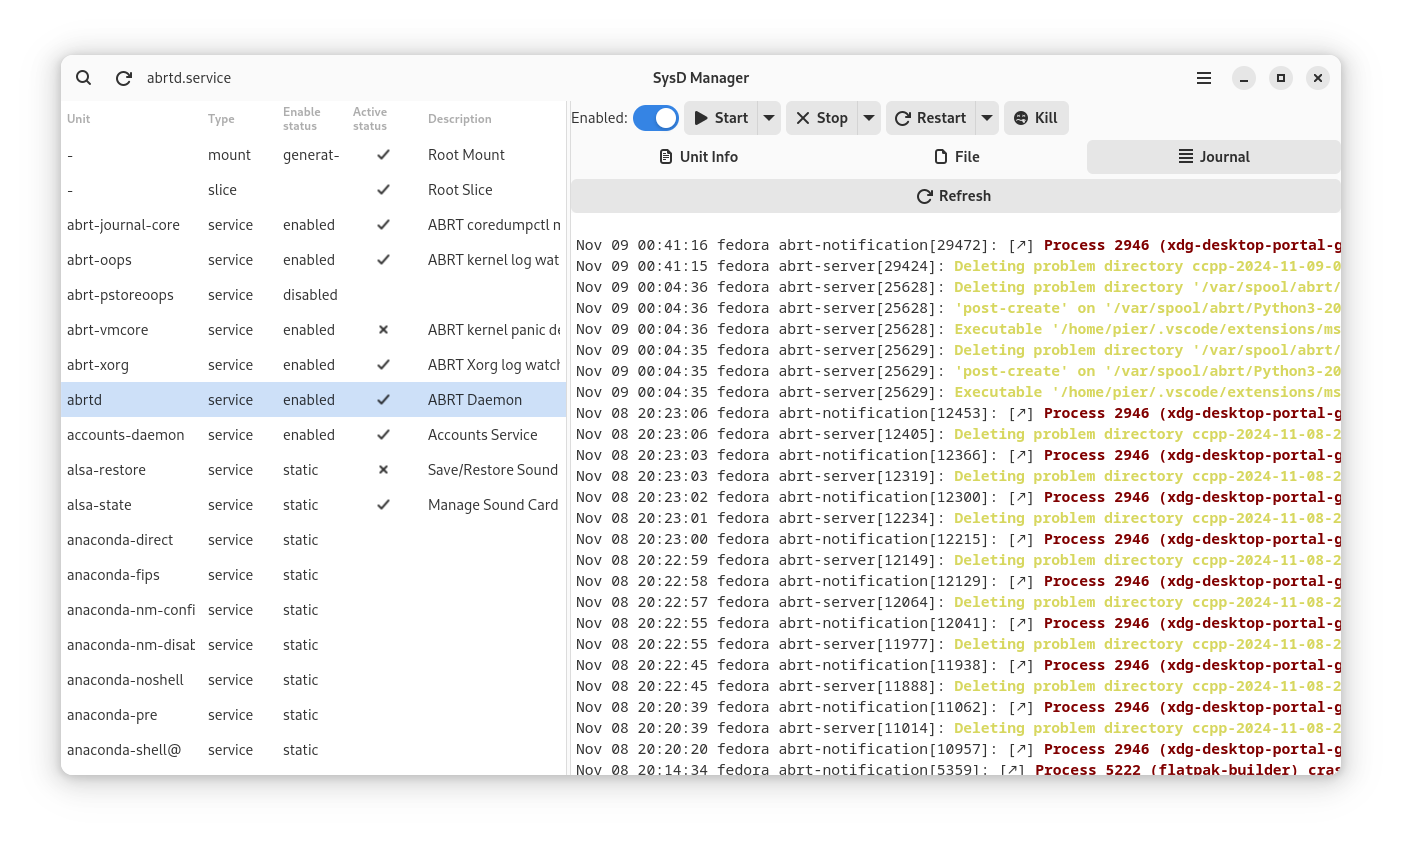 abrtd.service
SysD Manager
Unit Type Enable status Active status Description
- mount generat- Root Mount
- slice Root Slice
abrt-journal-core service enabled ABRT coredumpctl
abrt-oops service enabled ABRT kernel log wat
abrt-pstoreoops service disabled
abrt-vmcore service enabled ABRT kernel panic de
abrt-xorg service enabled ABRT Xorg log watch
abrtd service enabled ABRT Daemon
accounts-daemon service enabled Accounts Service
alsa-restore service static Save/Restore Sound
alsa-state service static Manage Sound Card
anaconda-direct service static
anaconda-fips service static
anaconda-nm-confi service static
anaconda-nm-disab service static
anaconda-noshell service static
anaconda-pre service static
anaconda-shell@ service static
Enabled: Start Stop Restart Kill
Unit Info File Journal
Refresh
Nov 09 00:41:16 fedora abrt-notification[29472]: [↗] Process 2946 (xdg-desktop-portal-g
Nov 09 00:41:15 fedora abrt-server[29424]: Deleting problem directory ccpp-2024-11-09-0
Nov 09 00:04:36 fedora abrt-server[25628]: Deleting problem directory '/var/spool/abrt/
Nov 09 00:04:36 fedora abrt-server[25628]: 'post-create' on '/var/spool/abrt/Python3-20
Nov 09 00:04:36 fedora abrt-server[25628]: Executable '/home/pier/.vscode/extensions/ms
Nov 09 00:04:35 fedora abrt-server[25629]: Deleting problem directory '/var/spool/abrt/
Nov 09 00:04:35 fedora abrt-server[25629]: 'post-create' on '/var/spool/abrt/Python3-20
Nov 09 00:04:35 fedora abrt-server[25629]: Executable '/home/pier/.vscode/extensions/ms
Nov 08 20:23:06 fedora abrt-notification[12453]: [↗] Process 2946 (xdg-desktop-portal-g
Nov 08 20:23:06 fedora abrt-server[12405]: Deleting problem directory ccpp-2024-11-08-2
Nov 08 20:23:03 fedora abrt-notification[12366]: [↗] Process 2946 (xdg-desktop-portal-g
Nov 08 20:23:03 fedora abrt-server[12319]: Deleting problem directory ccpp-2024-11-08-2
Nov 08 20:23:02 fedora abrt-notification[12300]: [↗] Process 2946 (xdg-desktop-portal-g
Nov 08 20:23:01 fedora abrt-server[12234]: Deleting problem directory ccpp-2024-11-08-2
Nov 08 20:23:00 fedora abrt-notification[12215]: [↗] Process 2946 (xdg-desktop-portal-g
Nov 08 20:22:59 fedora abrt-server[12149]: Deleting problem directory ccpp-2024-11-08-2
Nov 08 20:22:58 fedora abrt-notification[12129]: [↗] Process 2946 (xdg-desktop-portal-g
Nov 08 20:22:57 fedora abrt-server[12064]: Deleting problem directory ccpp-2024-11-08-2
Nov 08 20:22:55 fedora abrt-notification[12041]: [↗] Process 2946 (xdg-desktop-portal-g
Nov 08 20:22:55 fedora abrt-server[11977]: Deleting problem directory ccpp-2024-11-08-2
Nov 08 20:22:45 fedora abrt-notification[11938]: [↗] Process 2946 (xdg-desktop-portal-g
Nov 08 20:22:45 fedora abrt-server[11888]: Deleting problem directory ccpp-2024-11-08-2
Nov 08 20:20:39 fedora abrt-notification[11062]: [↗] Process 2946 (xdg-desktop-portal-g
Nov 08 20:20:39 fedora abrt-server[11014]: Deleting problem directory ccpp-2024-11-08-2
Nov 08 20:20:20 fedora abrt-notification[10957]: [↗] Process 2946 (xdg-desktop-portal-g
Nov 08 20:14:34 fedora abrt-notification[5359]: [↗] Process 5222 (flatpak-builder) cras